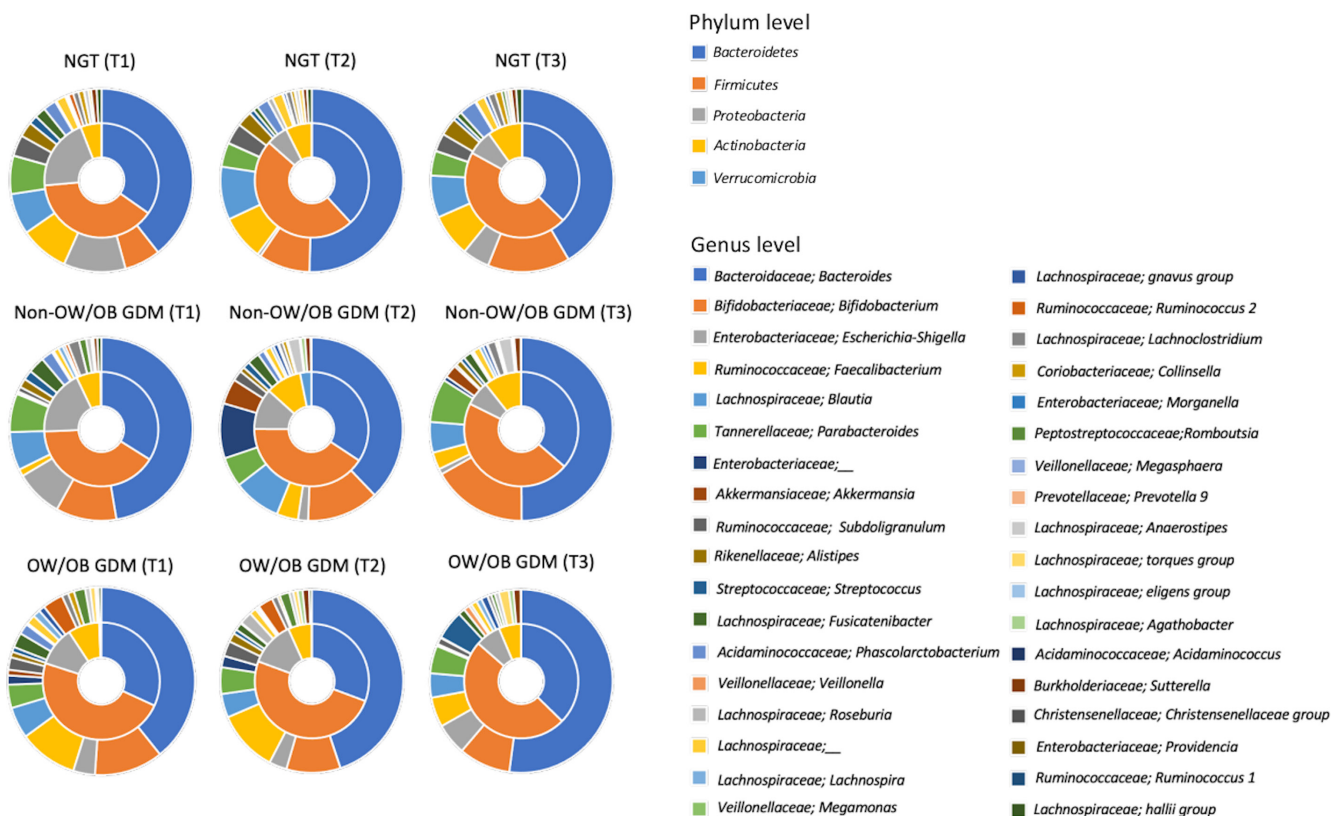 NGT (T1)
NGT (T2)
NGT (T3)
Non-OW/OB GDM (T1)
Non-OW/OB GDM (T2)
Non-OW/OB GDM (T3)
OW/OB GDM (T1)
OW/OB GDM (T2)
OW/OB GDM (T3)
Phylum level
Bacteroidetes
Firmicutes
Proteobacteria
Actinobacteria
Verrucomicrobia
Genus level
Bacteroidaceae; Bacteroides
Bifidobacteriaceae; Bifidobacterium
Enterobacteriaceae; Escherichia-Shigella
Ruminococcaceae; Faecalibacterium
Lachnospiraceae; Blautia
Tannerellaceae; Parabacteroides
Enterobacteriaceae;__
Akkermansiaceae; Akkermansia
Ruminococcaceae; Subdoligranulum
Rikenellaceae; Alistipes
Streptococcaceae; Streptococcus
Lachnospiraceae; Fusicatenibacter
Acidaminococcaceae; Phascolarctobacterium
Veillonellaceae; Veillonella
Lachnospiraceae; Roseburia
Lachnospiraceae;__
Lachnospiraceae; Lachnospira
Veillonellaceae; Megamonas
Lachnospiraceae; gnavus group
Ruminococcaceae; Ruminococcus 2
Lachnospiraceae; Lachnoclostridium
Coriobacteriaceae; Collinsella
Enterobacteriaceae; Morganella
Peptostreptococcaceae;Romboutsia
Veillonellaceae; Megasphaera
Prevotellaceae; Prevotella 9
Lachnospiraceae; Anaerostipes
Lachnospiraceae; torques group
Lachnospiraceae; eligens group
Lachnospiraceae; Agathobacter
Acidaminococcaceae; Acidaminococcus
Burkholderiaceae; Sutterella
Christensenellaceae; Christensenellaceae group
Enterobacteriaceae; Providencia
Ruminococcaceae; Ruminococcus 1
Lachnospiraceae; hallii group